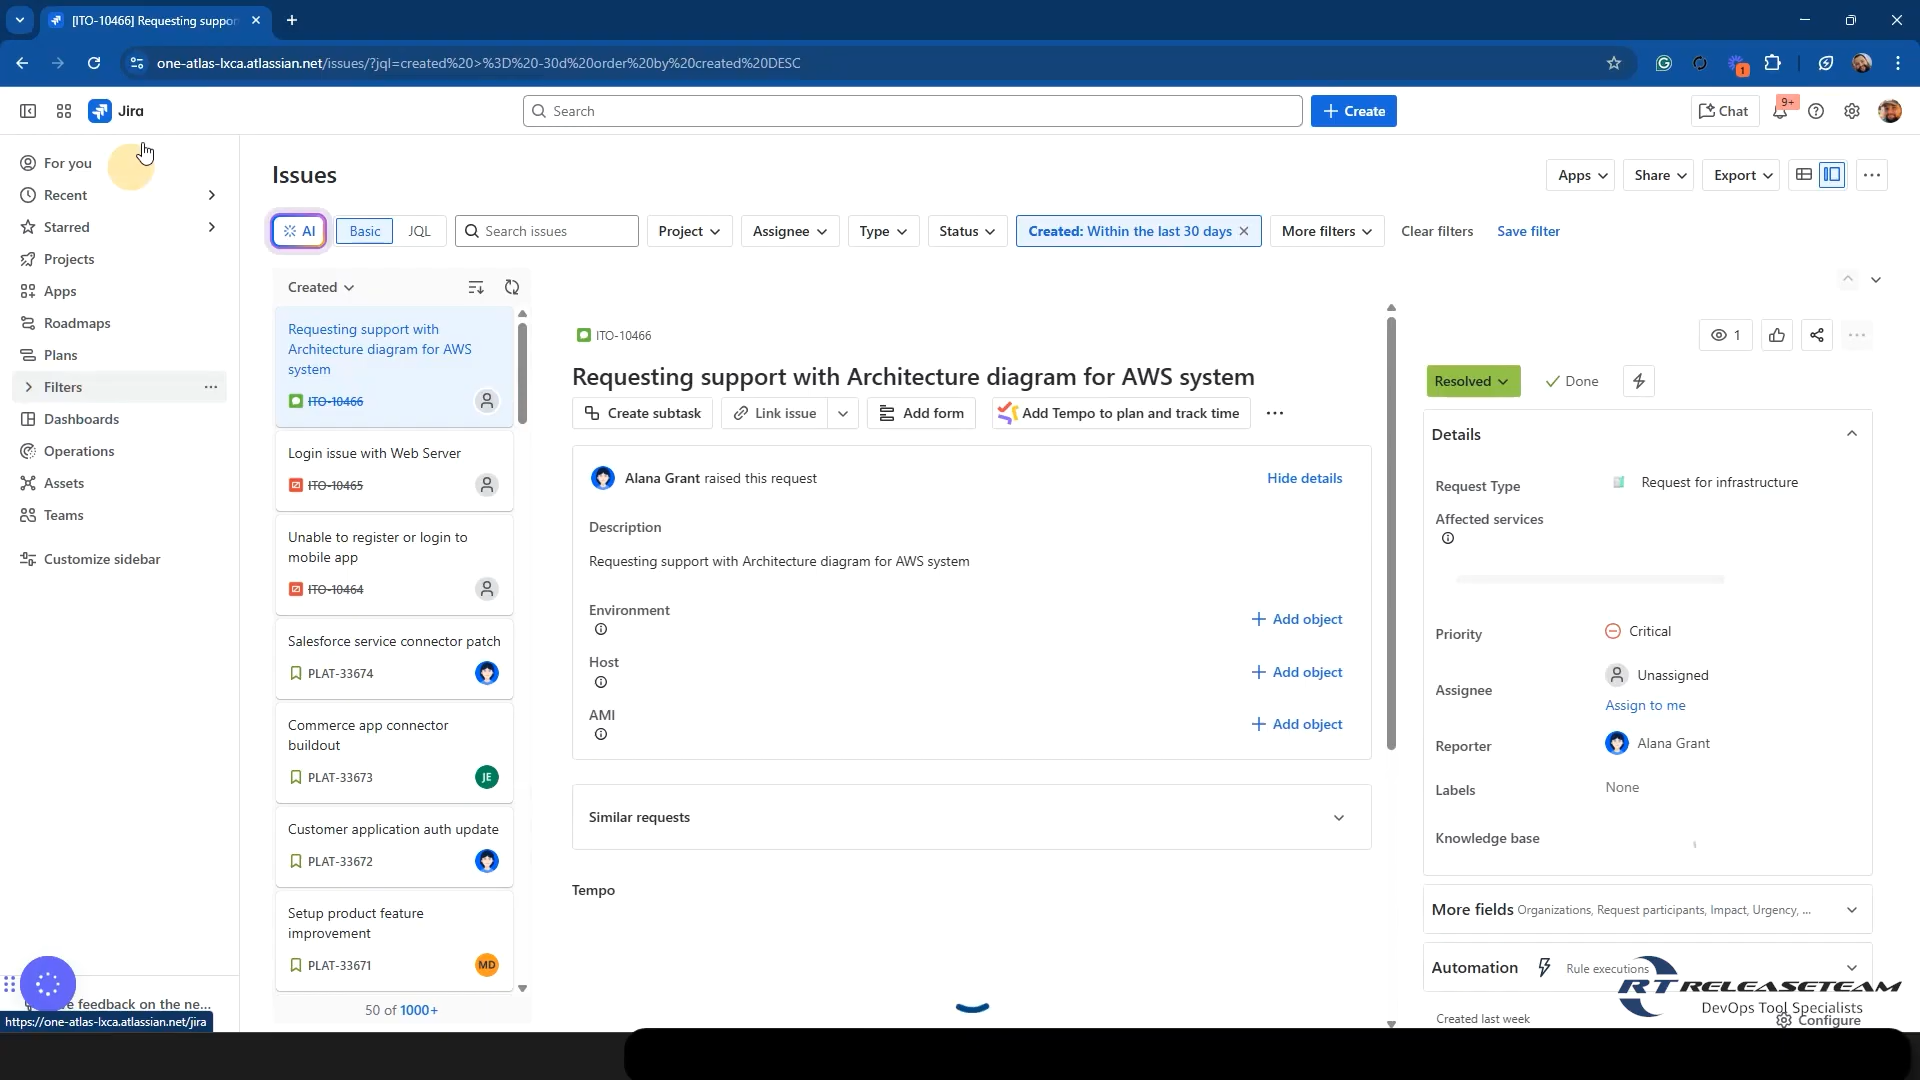 [ITO-10466] Requesting suppor
one-atlas-lxca.atlassian.net/issues/?jql=created%20>%3D%20-30d%20order%20by%20created%20DESC
1
Jira
Search
Create
Chat
9+
For you
Recent
Starred
Projects
Apps
Roadmaps
Plans
Filters
Dashboards
Operations
Assets
Teams
Customize sidebar
e feedback on the ne...
https://one-atlas-lxca.atlassian.net/jira
Issues
Apps
Share
Export
AI
Basic
JQL
Search issues
Project
Assignee
Type
Status
Created: Within the last 30 days
More filters
Clear filters
Save filter
Created
Requesting support with
Architecture diagram for AWS
system
ITO-10466
Login issue with Web Server
ITO-10465
Unable to register or login to
mobile app
ITO-10464
Salesforce service connector patch
PLAT-33674
Commerce app connector
buildout
PLAT-33673
JE
Customer application auth update
PLAT-33672
Setup product feature
improvement
PLAT-33671
MD
50 of 1000+
ITO-10466
Requesting support with Architecture diagram for AWS system
Create subtask
Link issue
Add form
Add Tempo to plan and track time
Alana Grant raised this request
Hide details
Description
Requesting support with Architecture diagram for AWS system
Environment
Add object
Host
Add object
AMI
Add object
Similar requests
Tempo
1
Resolved
Done
Details
Request Type
Request for infrastructure
Affected services
Priority
Critical
Assignee
Unassigned
Assign to me
Reporter
Alana Grant
Labels
None
Knowledge base
More fields Organizations, Request participants, Impact, Urgency, ...
Automation
Rule executions
RT RELEASETEAM
DevOps Tool Specialists
Created last week
Configure